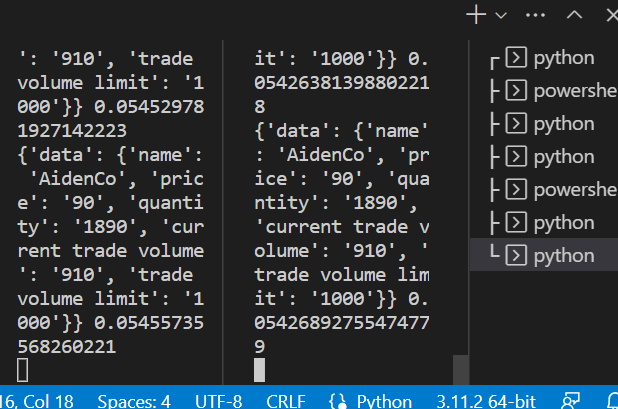 ': '910', 'trade
volume limit': '1
000'}} 0.05452978
1927142223
{'data': {'name':
 'AidenCo', 'pric
e': '90', 'quanti
ty': '1890', 'cur
rent trade volume
': '910', 'trade
volume limit': '1
000'}} 0.05455735
568260221
it': '1000'}} 0.
0542638139880221
8
{'data': {'name'
: 'AidenCo', 'pr
ice': '90', 'qua
ntity': '1890',
'current trade v
olume': '910', '
trade volume lim
it': '1000'}} 0.
0542689275547477
9
python
powershe
python
python
powershe
python
python
16, Col 18
Spaces: 4
UTF-8
CRLF
Python
3.11.2 64-bit